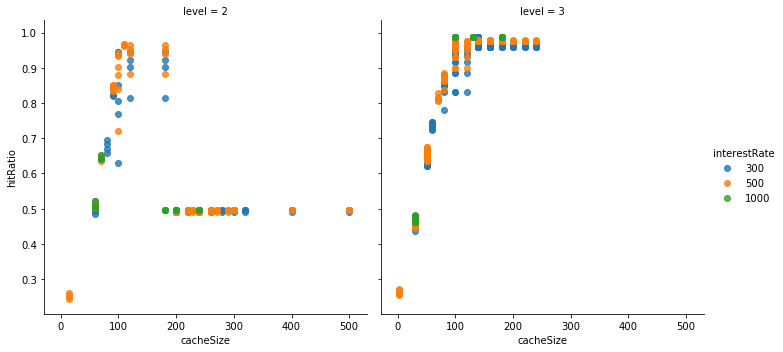 level = 2
level = 3
hitRatio
1.0
0.9
0.8
0.7
0.6
0.5
0.4
0.3
0 100 200 300 400 500
0 100 200 300 400 500
cacheSize
cacheSize
interestRate
300
500
1000